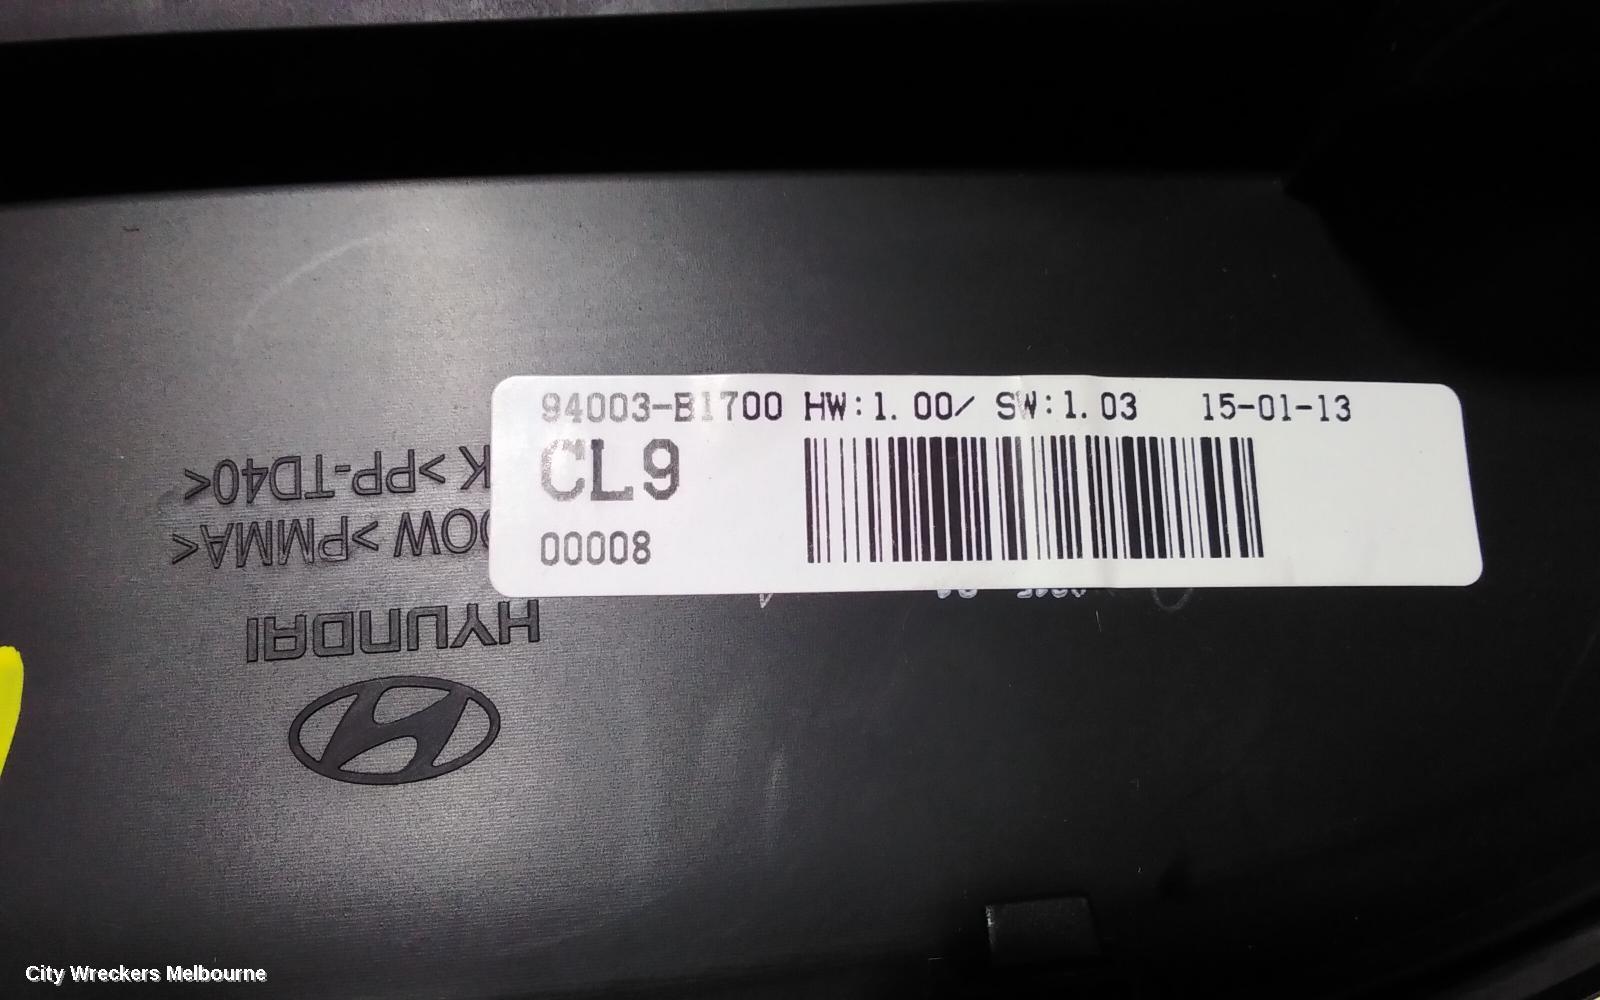 94003-B1700 HW:1.00/ SW:1.03 15-01-13
CL9
00008
K >PP-TD40<
DOW >PMMA<
HYUNDAI
City Wreckers Melbourne